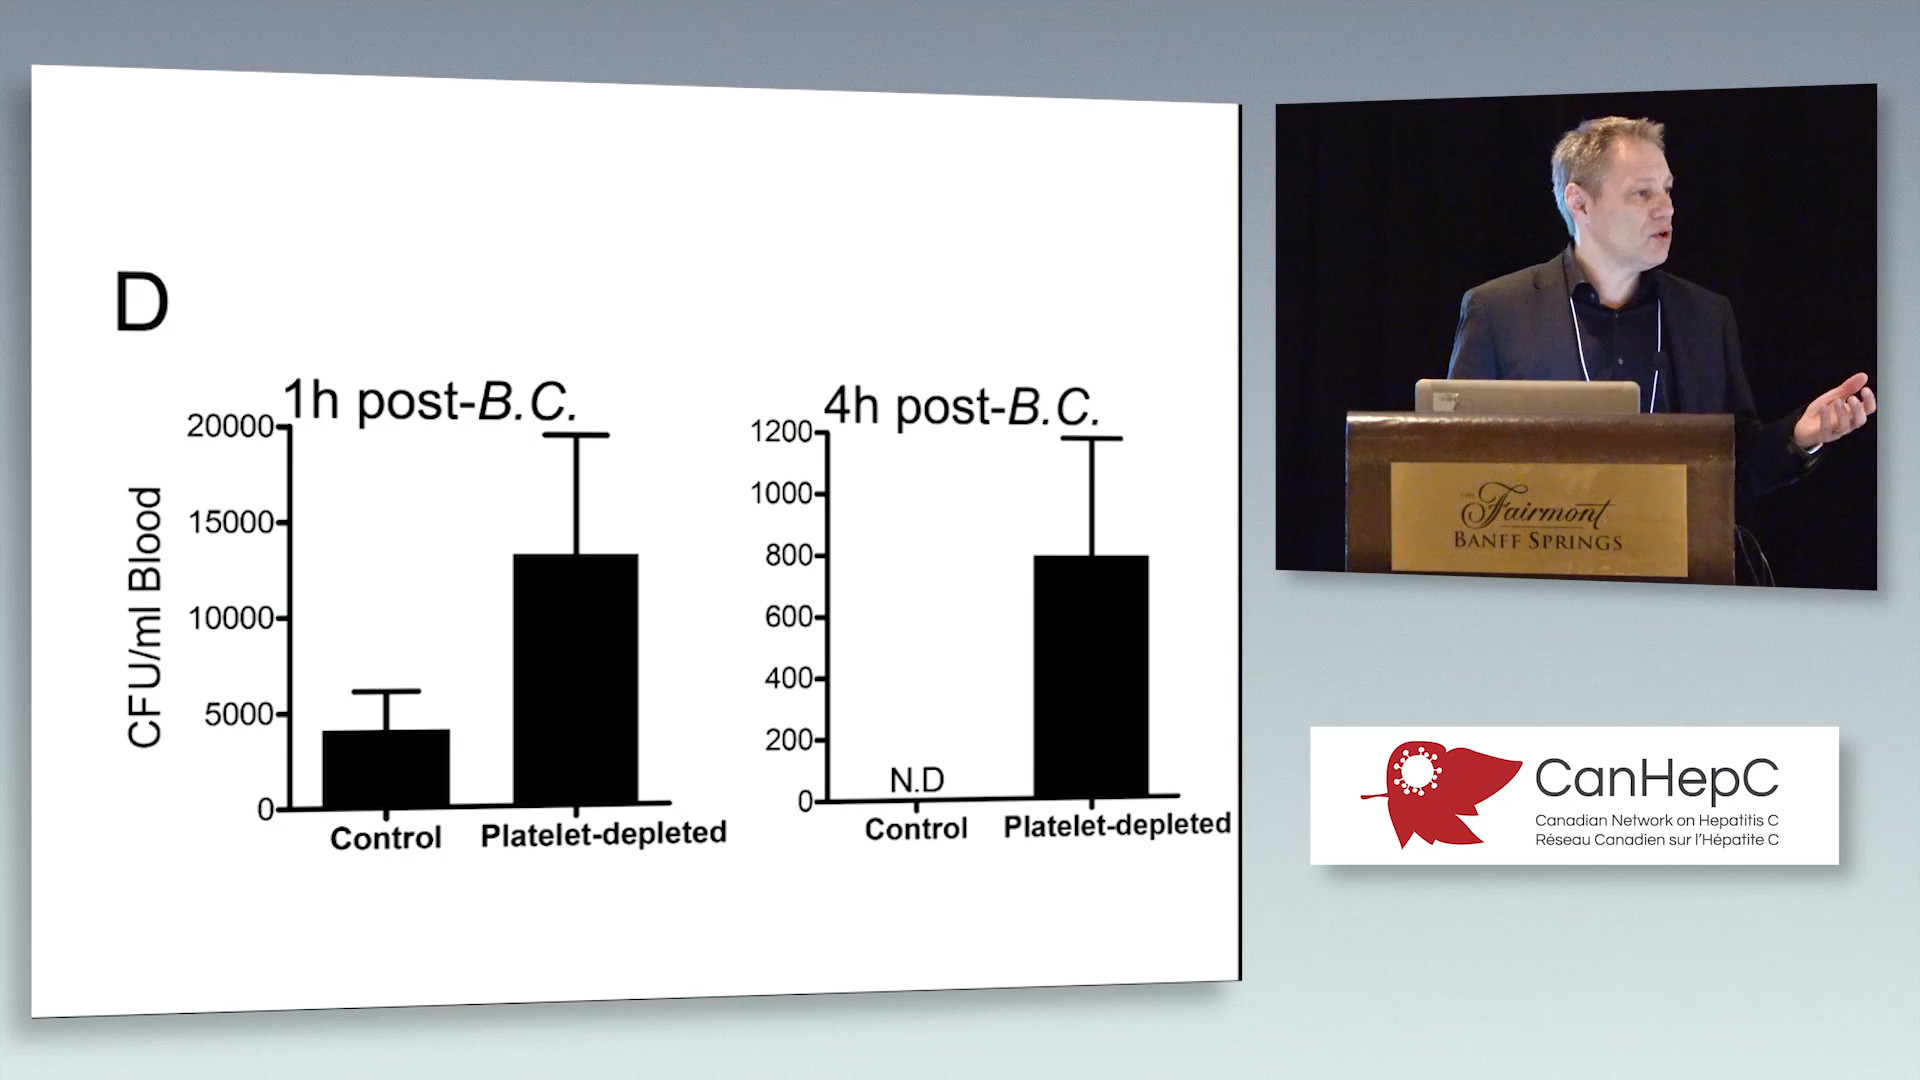 D
1h post-B.C.
CFU/ml Blood
20000
15000
10000
5000
0
Control Platelet-depleted
4h post-B.C.
1200
1000
800
600
400
200
0
N.D
Control Platelet-depleted
THE
Fairmont
BANFF SPRINGS
CanHepC
Canadian Network on Hepatitis C
Réseau Canadien sur l'Hépatite C